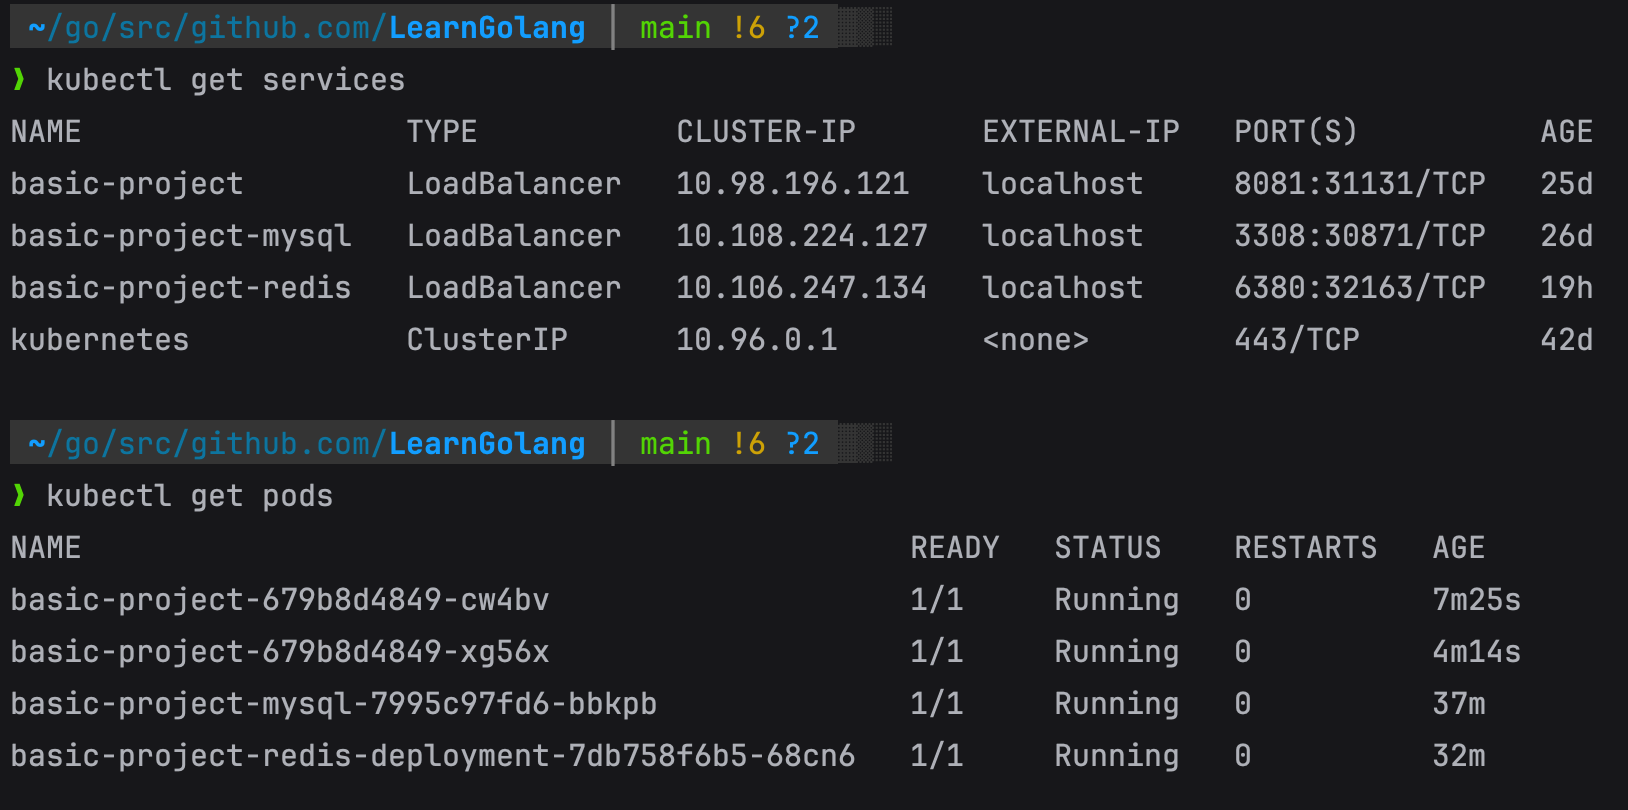 ~/go/src/github.com/LearnGolang | main !6 ?2
❯ kubectl get services
NAME TYPE CLUSTER-IP EXTERNAL-IP PORT(S) AGE
basic-project LoadBalancer 10.98.196.121 localhost 8081:31131/TCP 25d
basic-project-mysql LoadBalancer 10.108.224.127 localhost 3308:30871/TCP 26d
basic-project-redis LoadBalancer 10.106.247.134 localhost 6380:32163/TCP 19h
kubernetes ClusterIP 10.96.0.1 <none> 443/TCP 42d
~/go/src/github.com/LearnGolang | main !6 ?2
❯ kubectl get pods
NAME READY STATUS RESTARTS AGE
basic-project-679b8d4849-cw4bv 1/1 Running 0 7m25s
basic-project-679b8d4849-xg56x 1/1 Running 0 4m14s
basic-project-mysql-7995c97fd6-bbkpb 1/1 Running 0 37m
basic-project-redis-deployment-7db758f6b5-68cn6 1/1 Running 0 32m